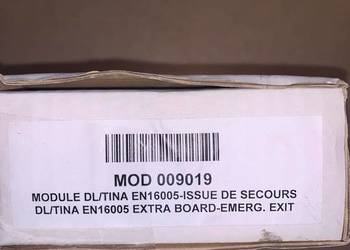 MOD 009019
MODULE DL/TINA EN16005-ISSUE DE SECOURS
DL/TINA EN16005 EXTRA BOARD-EMERG. EXIT